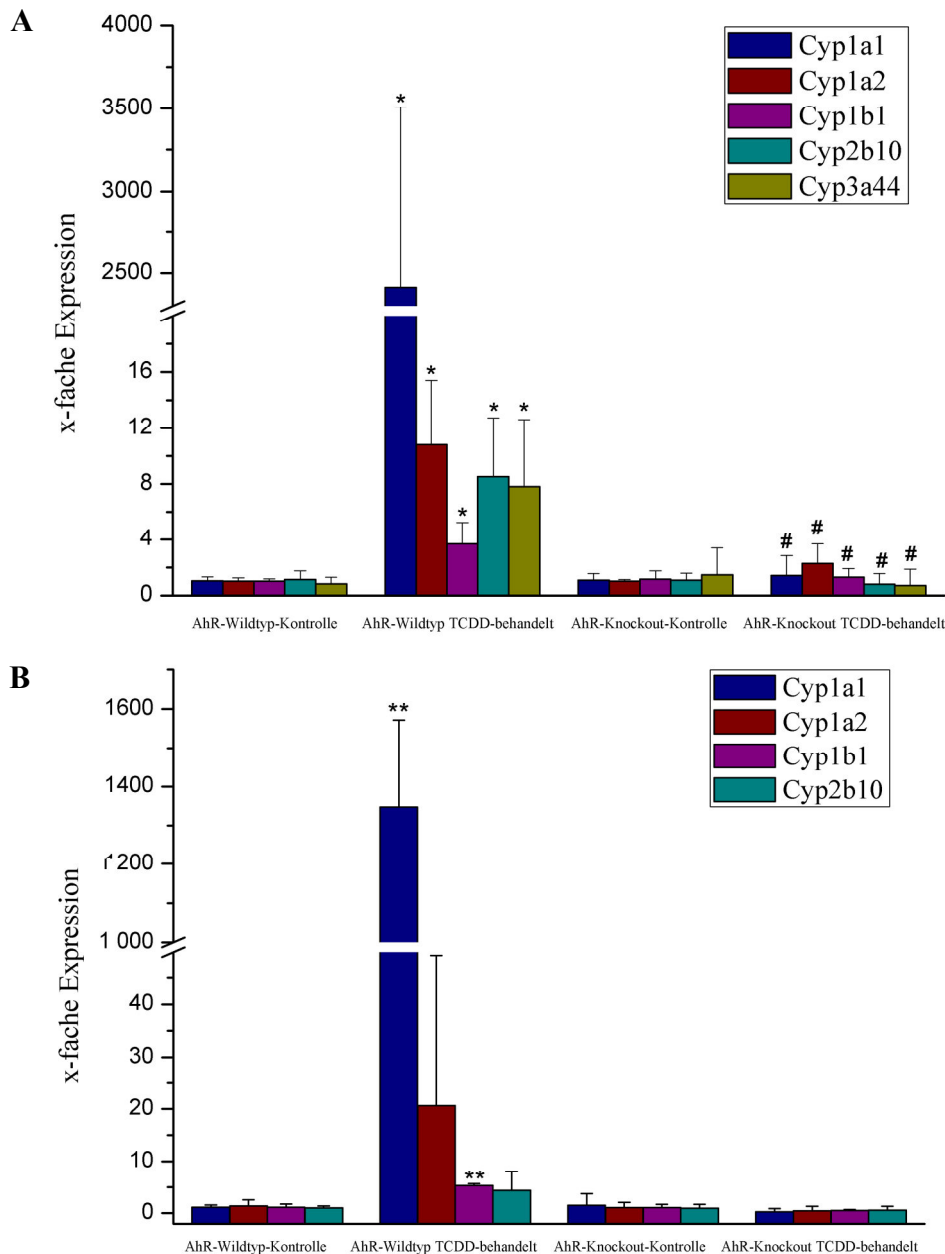 A
4000
3500
3000
2500
16
12
8
4
0
x-fache Expression
Cyp1a1
Cyp1a2
Cyp1b1
Cyp2b10
Cyp3a44
*
*
*
*
*
#
#
#
#
#
AhR-Wildtyp-Kontrolle
AhR-Wildtyp TCDD-behandelt
AhR-Knockout-Kontrolle
AhR-Knockout TCDD-behandelt
B
1600
1400
1200
1 000
40
30
20
10
0
x-fache Expression
Cyp1a1
Cyp1a2
Cyp1b1
Cyp2b10
**
**
AhR-Wildtyp-Kontrolle
AhR-Wildtyp TCDD-behandelt
AhR-Knockout-Kontrolle
AhR-Knockout TCDD-behandelt